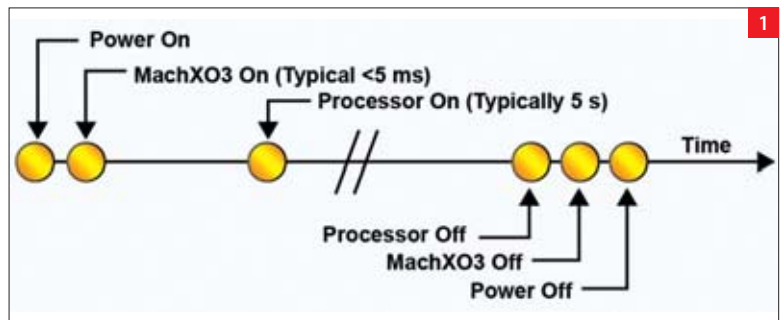 1
Power On
MachXO3 On (Typical <5 ms)
Processor On (Typically 5 s)
Time
Processor Off
MachXO3 Off
Power Off